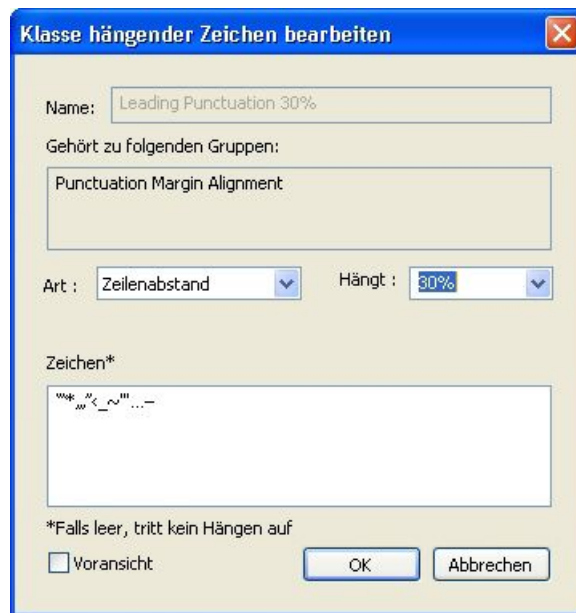 Klasse hängender Zeichen bearbeiten
Name: Leading Punctuation 30%
Gehört zu folgenden Gruppen:
Punctuation Margin Alignment
Art : Zeilenabstand Hängt : 30%
Zeichen*
*Falls leer, tritt kein Hängen auf
Voransicht OK Abbrechen